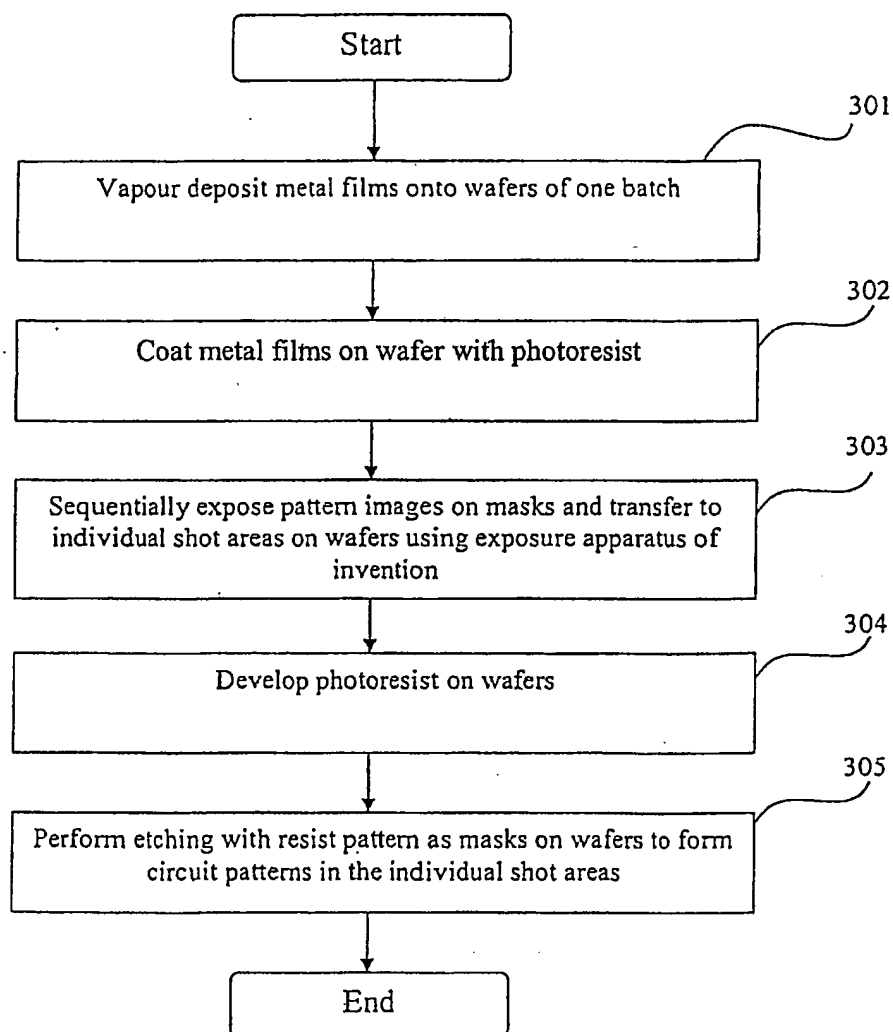 Start
301
Vapour deposit metal films onto wafers of one batch
302
Coat metal films on wafer with photoresist
303
Sequentially expose pattern images on masks and transfer to
individual shot areas on wafers using exposure apparatus of
invention
304
Develop photoresist on wafers
305
Perform etching with resist pattern as masks on wafers to form
circuit patterns in the individual shot areas
End